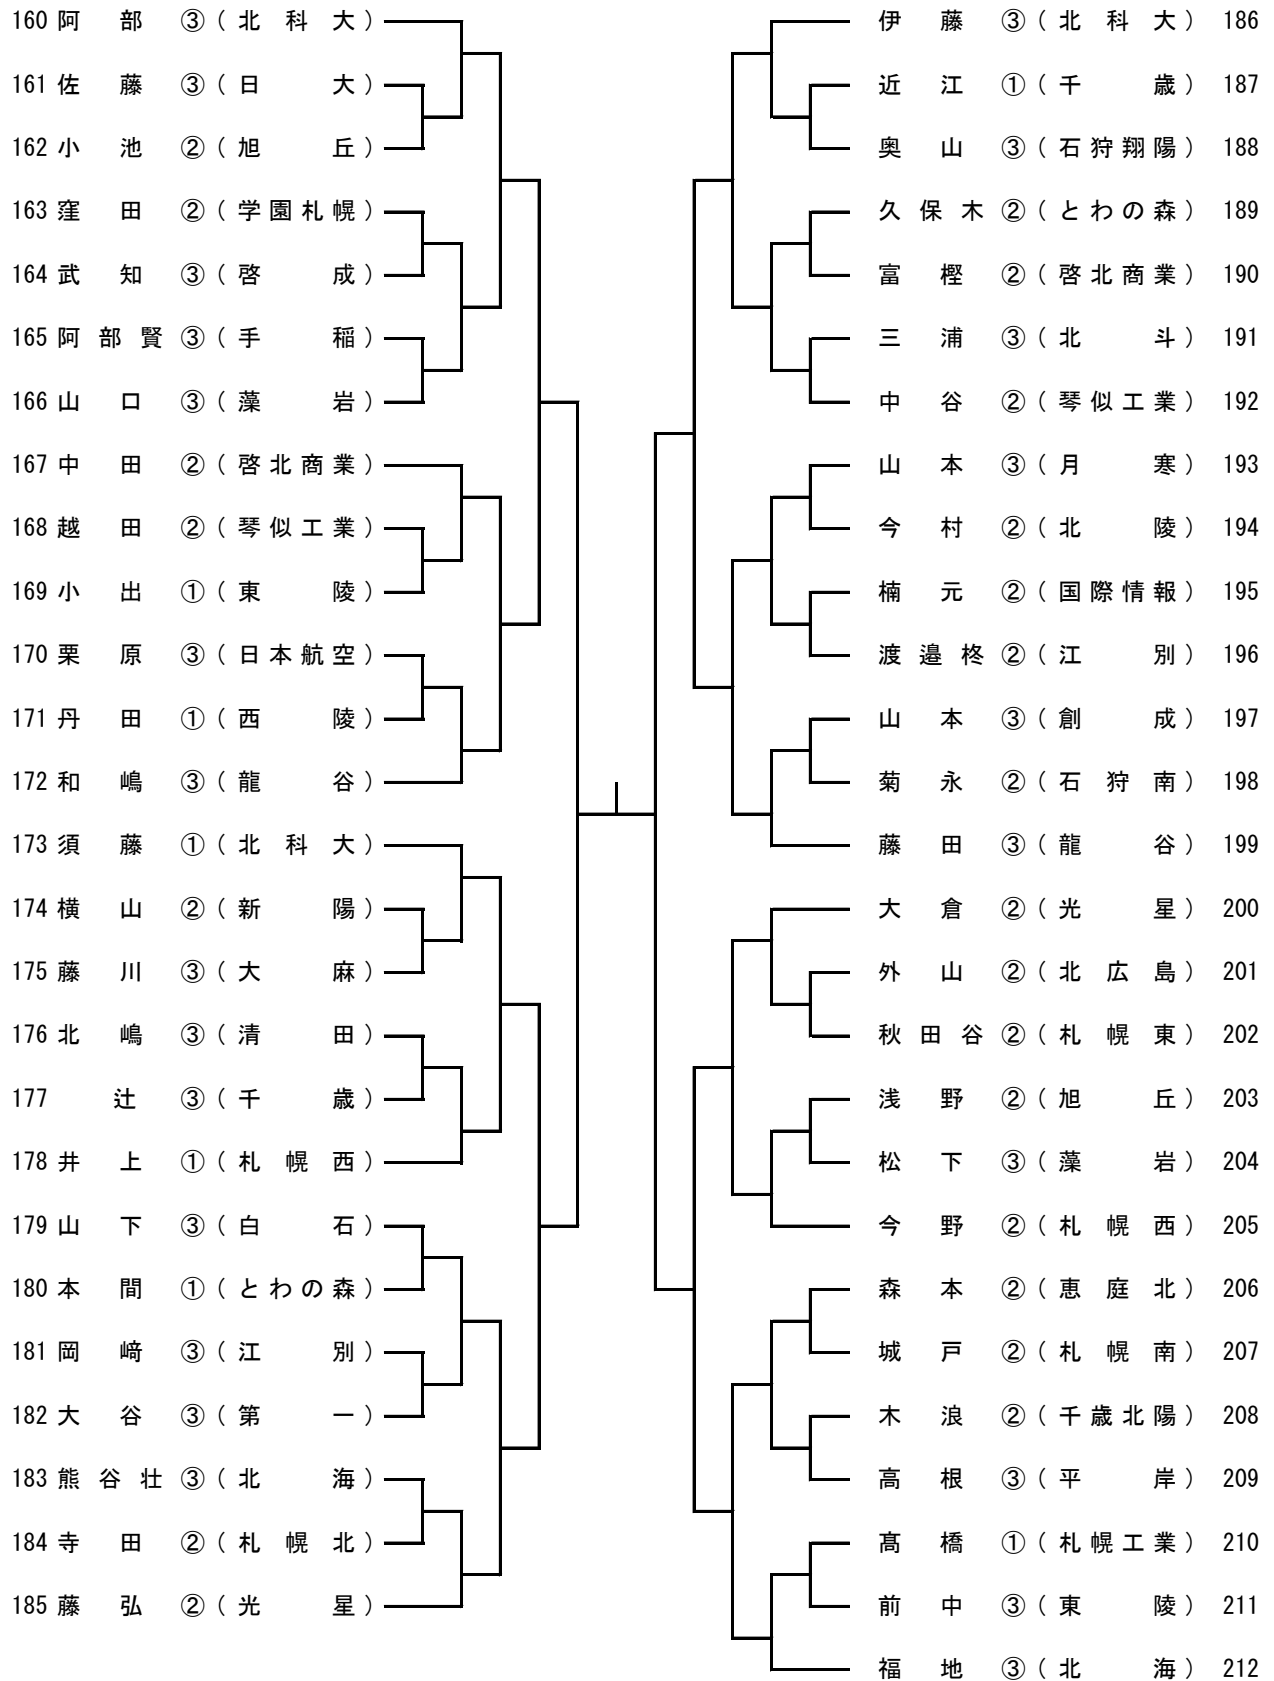 160 阿部 ③ (北科大)
161 佐藤 ③ (日大)
162 小池 ② (旭丘)
163 窪田 ② (学園札幌)
164 武知 ③ (啓成)
165 阿部賢 ③ (手稲)
166 山口 ③ (藻岩)
167 中田 ② (啓北商業)
168 越田 ② (琴似工業)
169 小出 ① (東陵)
170 栗原 ③ (日本航空)
171 丹田 ① (西陵)
172 和嶋 ③ (龍谷)
173 須藤 ① (北科大)
174 横山 ② (新陽)
175 藤川 ③ (大麻)
176 北嶋 ③ (清田)
177 辻 ③ (千歳)
178 井上 ① (札幌西)
179 山下 ③ (白石)
180 本間 ① (とわの森)
181 岡﨑 ③ (江別)
182 大谷 ③ (第一)
183 熊谷壮 ③ (北海)
184 寺田 ② (札幌北)
185 藤弘 ② (光星)
伊藤 ③ (北科大) 186
近江 ① (千歳) 187
奥山 ③ (石狩翔陽) 188
久保木 ② (とわの森) 189
富樫 ② (啓北商業) 190
三浦 ③ (北斗) 191
中谷 ② (琴似工業) 192
山本 ③ (月寒) 193
今村 ② (北陵) 194
楠元 ② (国際情報) 195
渡邉柊 ② (江別) 196
山本 ③ (創成) 197
菊永 ② (石狩南) 198
藤田 ③ (龍谷) 199
大倉 ② (光星) 200
外山 ② (北広島) 201
秋田谷 ② (札幌東) 202
浅野 ② (旭丘) 203
松下 ③ (藻岩) 204
今野 ② (札幌西) 205
森本 ② (恵庭北) 206
城戸 ② (札幌南) 207
木浪 ② (千歳北陽) 208
高根 ③ (平岸) 209
髙橋 ① (札幌工業) 210
前中 ③ (東陵) 211
福地 ③ (北海) 212